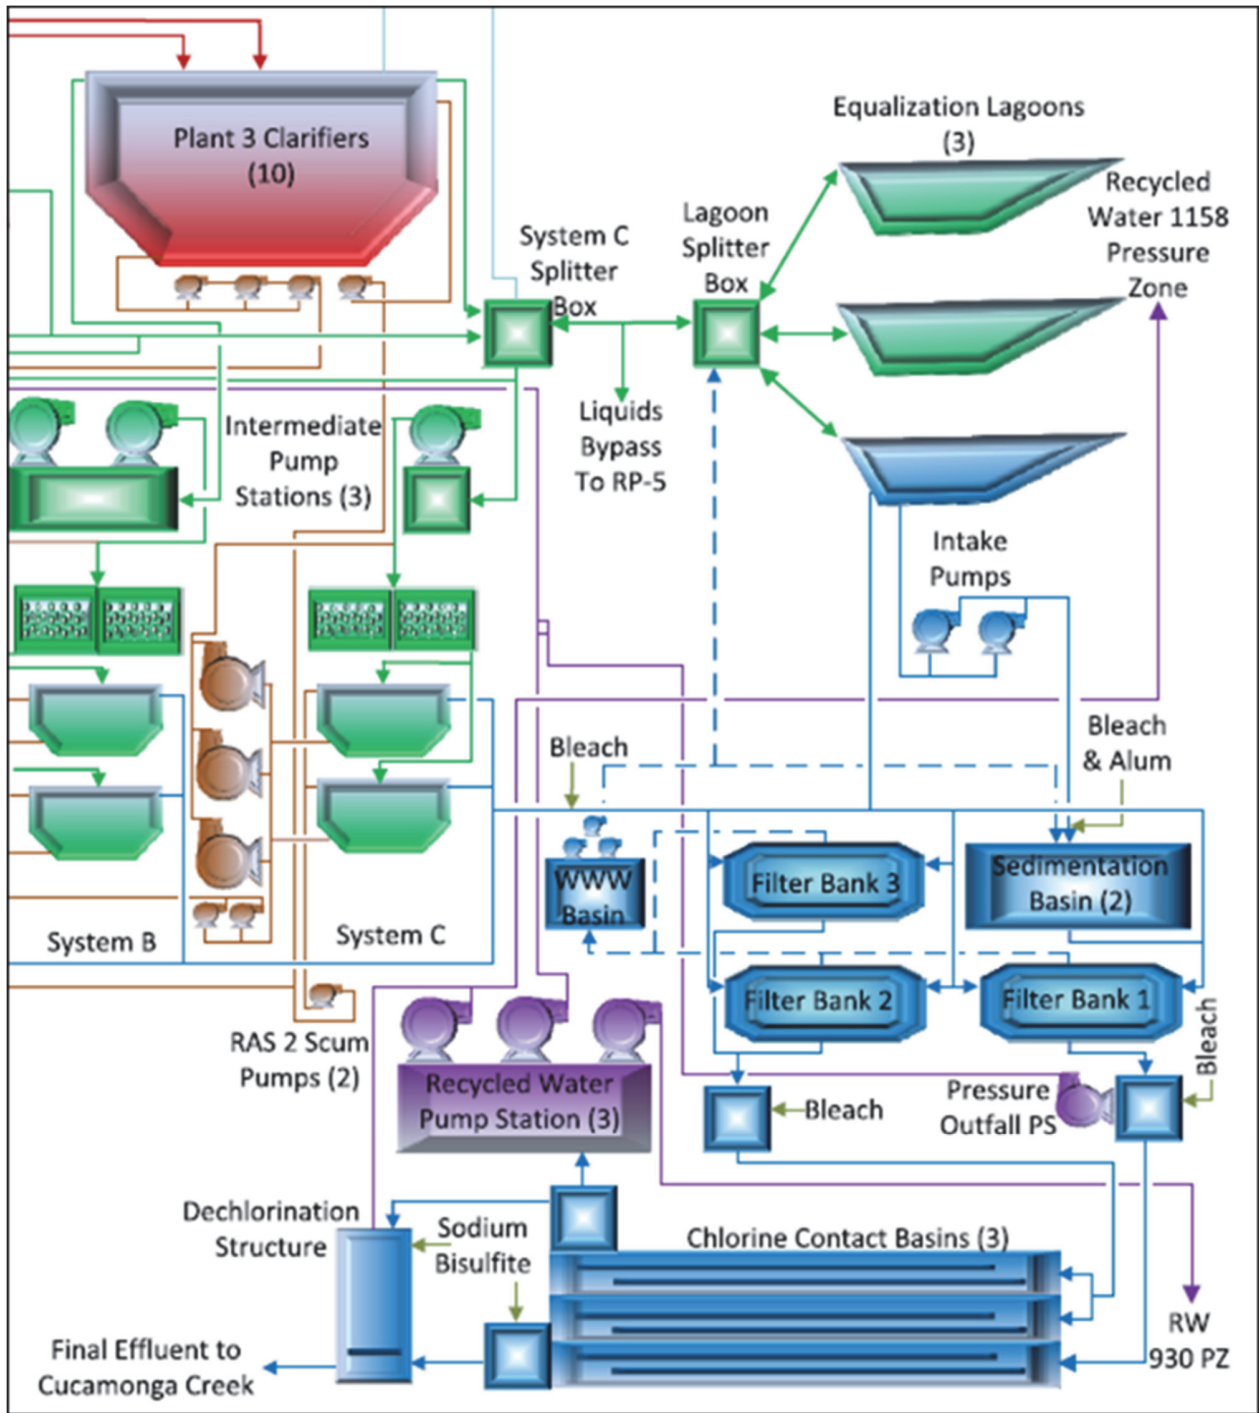 Plant 3 Clarifiers
(10)
Equalization Lagoons
(3)
Recycled
Water 1158
Pressure
Zone
System C
Splitter
Box
Lagoon
Splitter
Box
Liquids
Bypass
To RP-5
Intermediate
Pump
Stations (3)
Intake
Pumps
Bleach
& Alum
Bleach
WWW
Basin
Filter Bank 3
Sedimentation
Basin (2)
System B
System C
Filter Bank 2
Filter Bank 1
Bleach
RAS 2 Scum
Pumps (2)
Recycled Water
Pump Station (3)
Bleach
Pressure
Outfall PS
Dechlorination
Structure
Sodium
Bisulfite
Chlorine Contact Basins (3)
RW
930 PZ
Final Effluent to
Cucamonga Creek